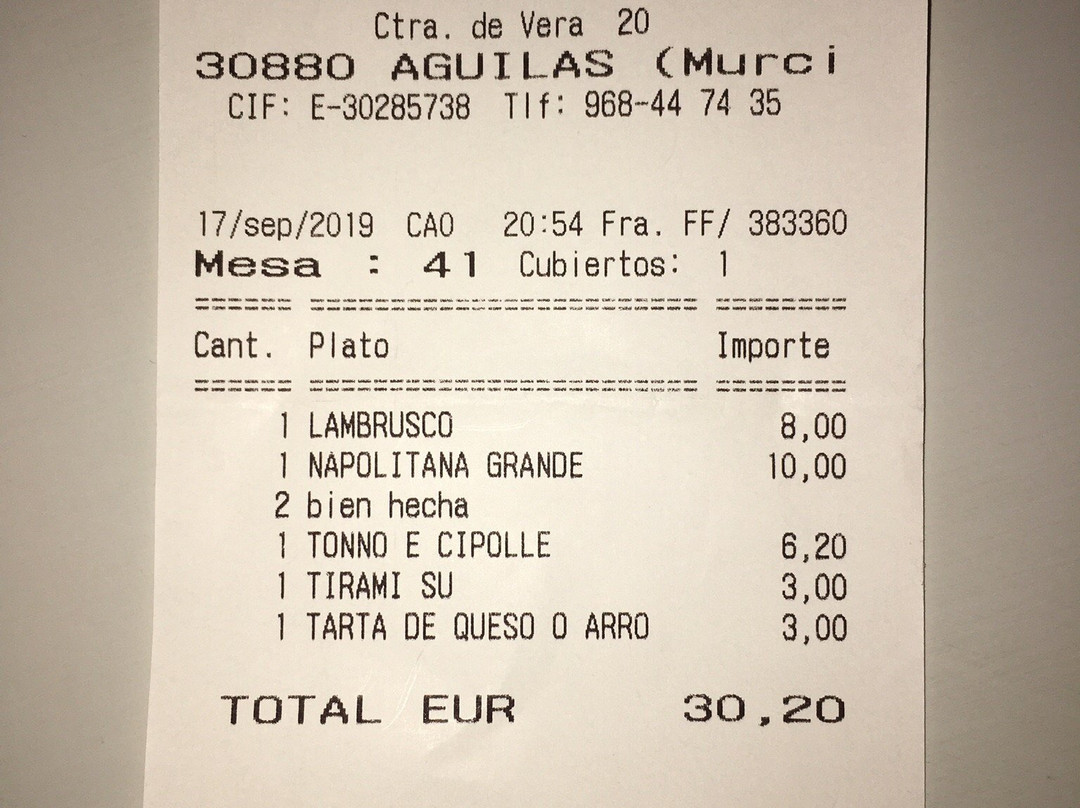 Ctra. de Vera 20
30880 AGUILAS (Murci
CIF: E-30285738 Tlf: 968-44 74 35
17/sep/2019 CAO 20:54 Fra. FF/ 383360
Mesa : 41 Cubiertos: 1
Cant. Plato Importe
1 LAMBRUSCO 8,00
1 NAPOLITANA GRANDE 10,00
2 bien hecha
1 TONNO E CIPOLLE 6,20
1 TIRAMI SU 3,00
1 TARTA DE QUESO O ARRO 3,00
TOTAL EUR 30,20